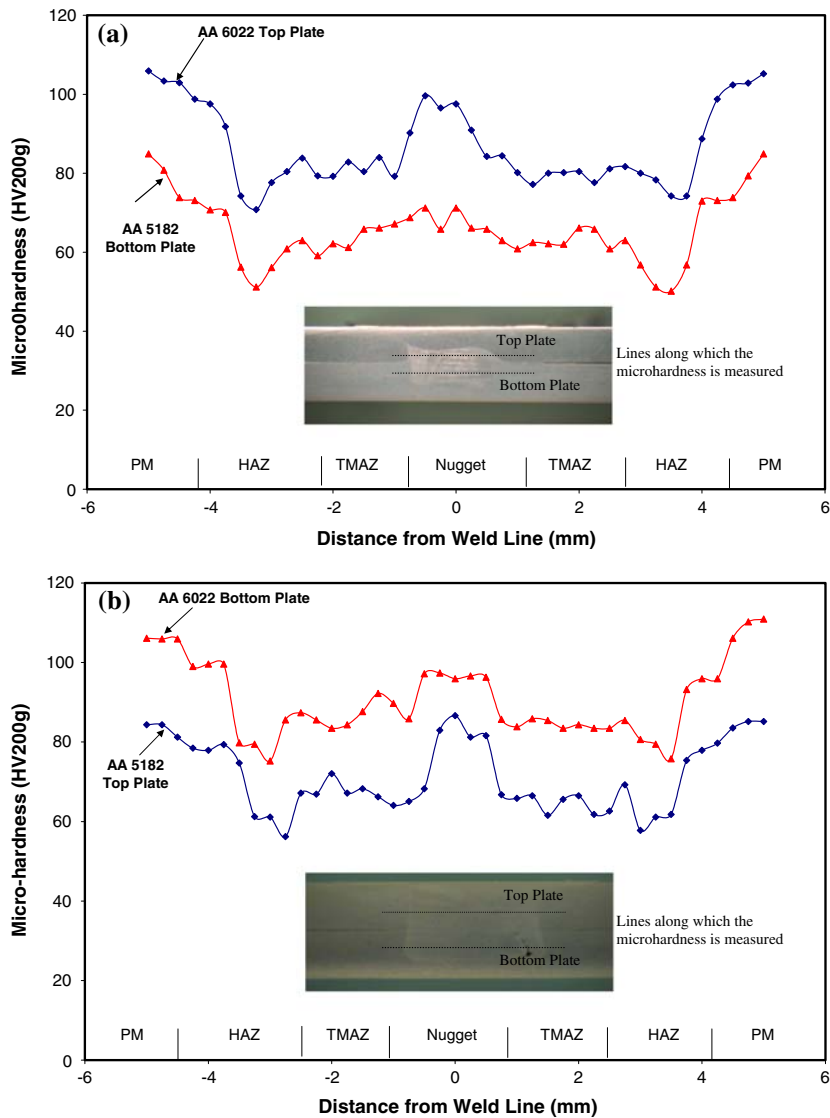 120
(a)
AA 6022 Top Plate
100
80
AA 5182
Bottom Plate
60
40
20
0
Micro0hardness (HV200g)
Top Plate
Bottom Plate
Lines along which the
microhardness is measured
PM HAZ TMAZ Nugget TMAZ HAZ PM
-6 -4 -2 0 2 4 6
Distance from Weld Line (mm)
120
(b)
AA 6022 Bottom Plate
100
80
AA 5182
Top Plate
60
40
20
0
Micro-hardness (HV200g)
Top Plate
Bottom Plate
Lines along which the
microhardness is measured
PM HAZ TMAZ Nugget TMAZ HAZ PM
-6 -4 -2 0 2 4 6
Distance from Weld Line (mm)